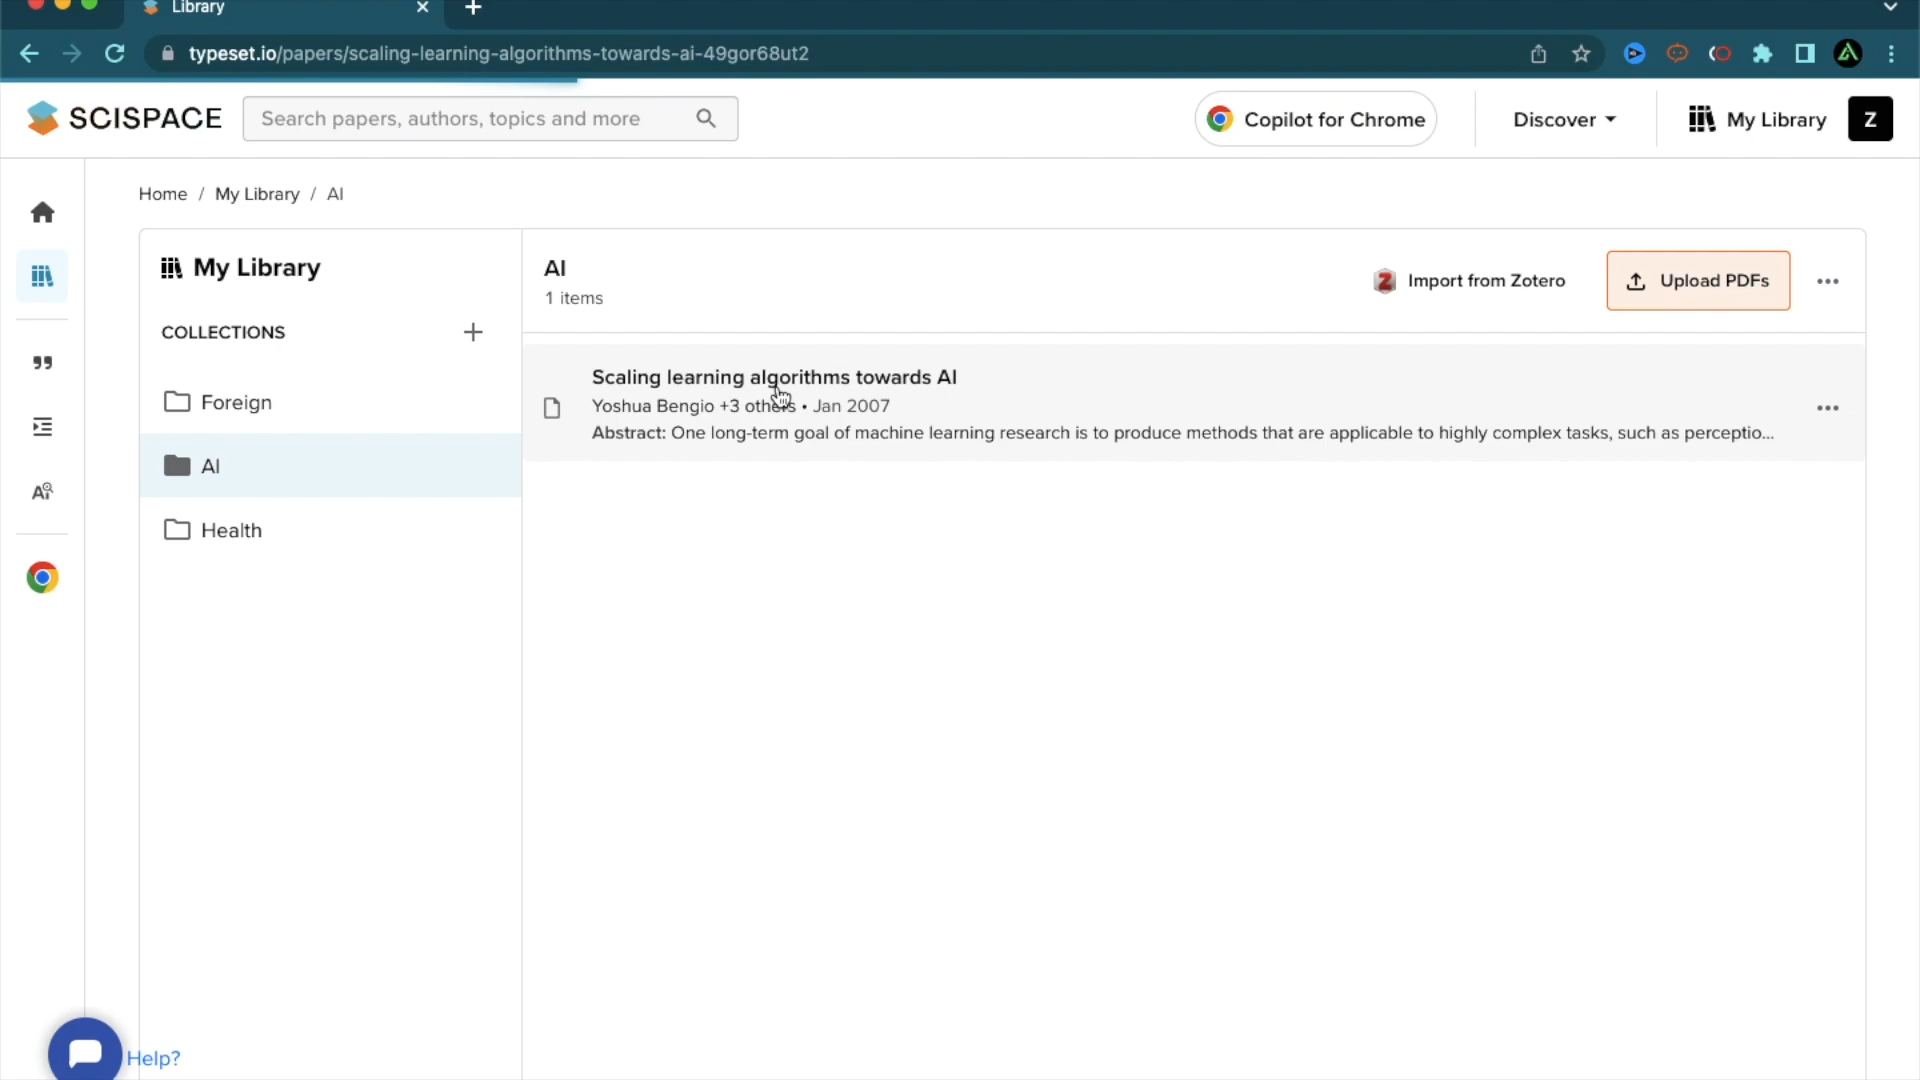 Library
typeset.io/papers/scaling-learning-algorithms-towards-ai-49gor68ut2
SCISPACE
Search papers, authors, topics and more
Copilot for Chrome
Discover
My Library
Z
Home / My Library / AI
My Library
COLLECTIONS
Foreign
AI
Health
AI
1 items
Import from Zotero
Upload PDFs
Scaling learning algorithms towards AI
Yoshua Bengio +3 others • Jan 2007
Abstract: One long-term goal of machine learning research is to produce methods that are applicable to highly complex tasks, such as perceptio...
Help?